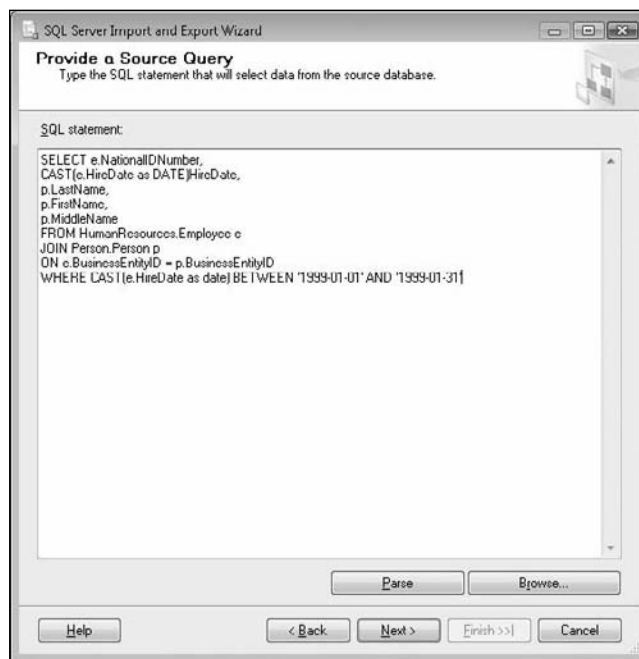 SQL Server Import and Export Wizard
Provide a Source Query
Type the SQL statement that will select data from the source database.
SQL statement:
SELECT e.NationalIDNumber,
CAST(e.HireDate as DATE)HireDate,
p.LastName,
p.FirstName,
p.MiddleName
FROM HumanResources.Employee e
JOIN Person.Person p
ON e.BusinessEntityID = p.BusinessEntityID
WHERE CAST(e.HireDate as date) BETWEEN '1999-01-01' AND '1999-01-31'
Parse
Browse...
Help
< Back
Next >
Finish >>|
Cancel